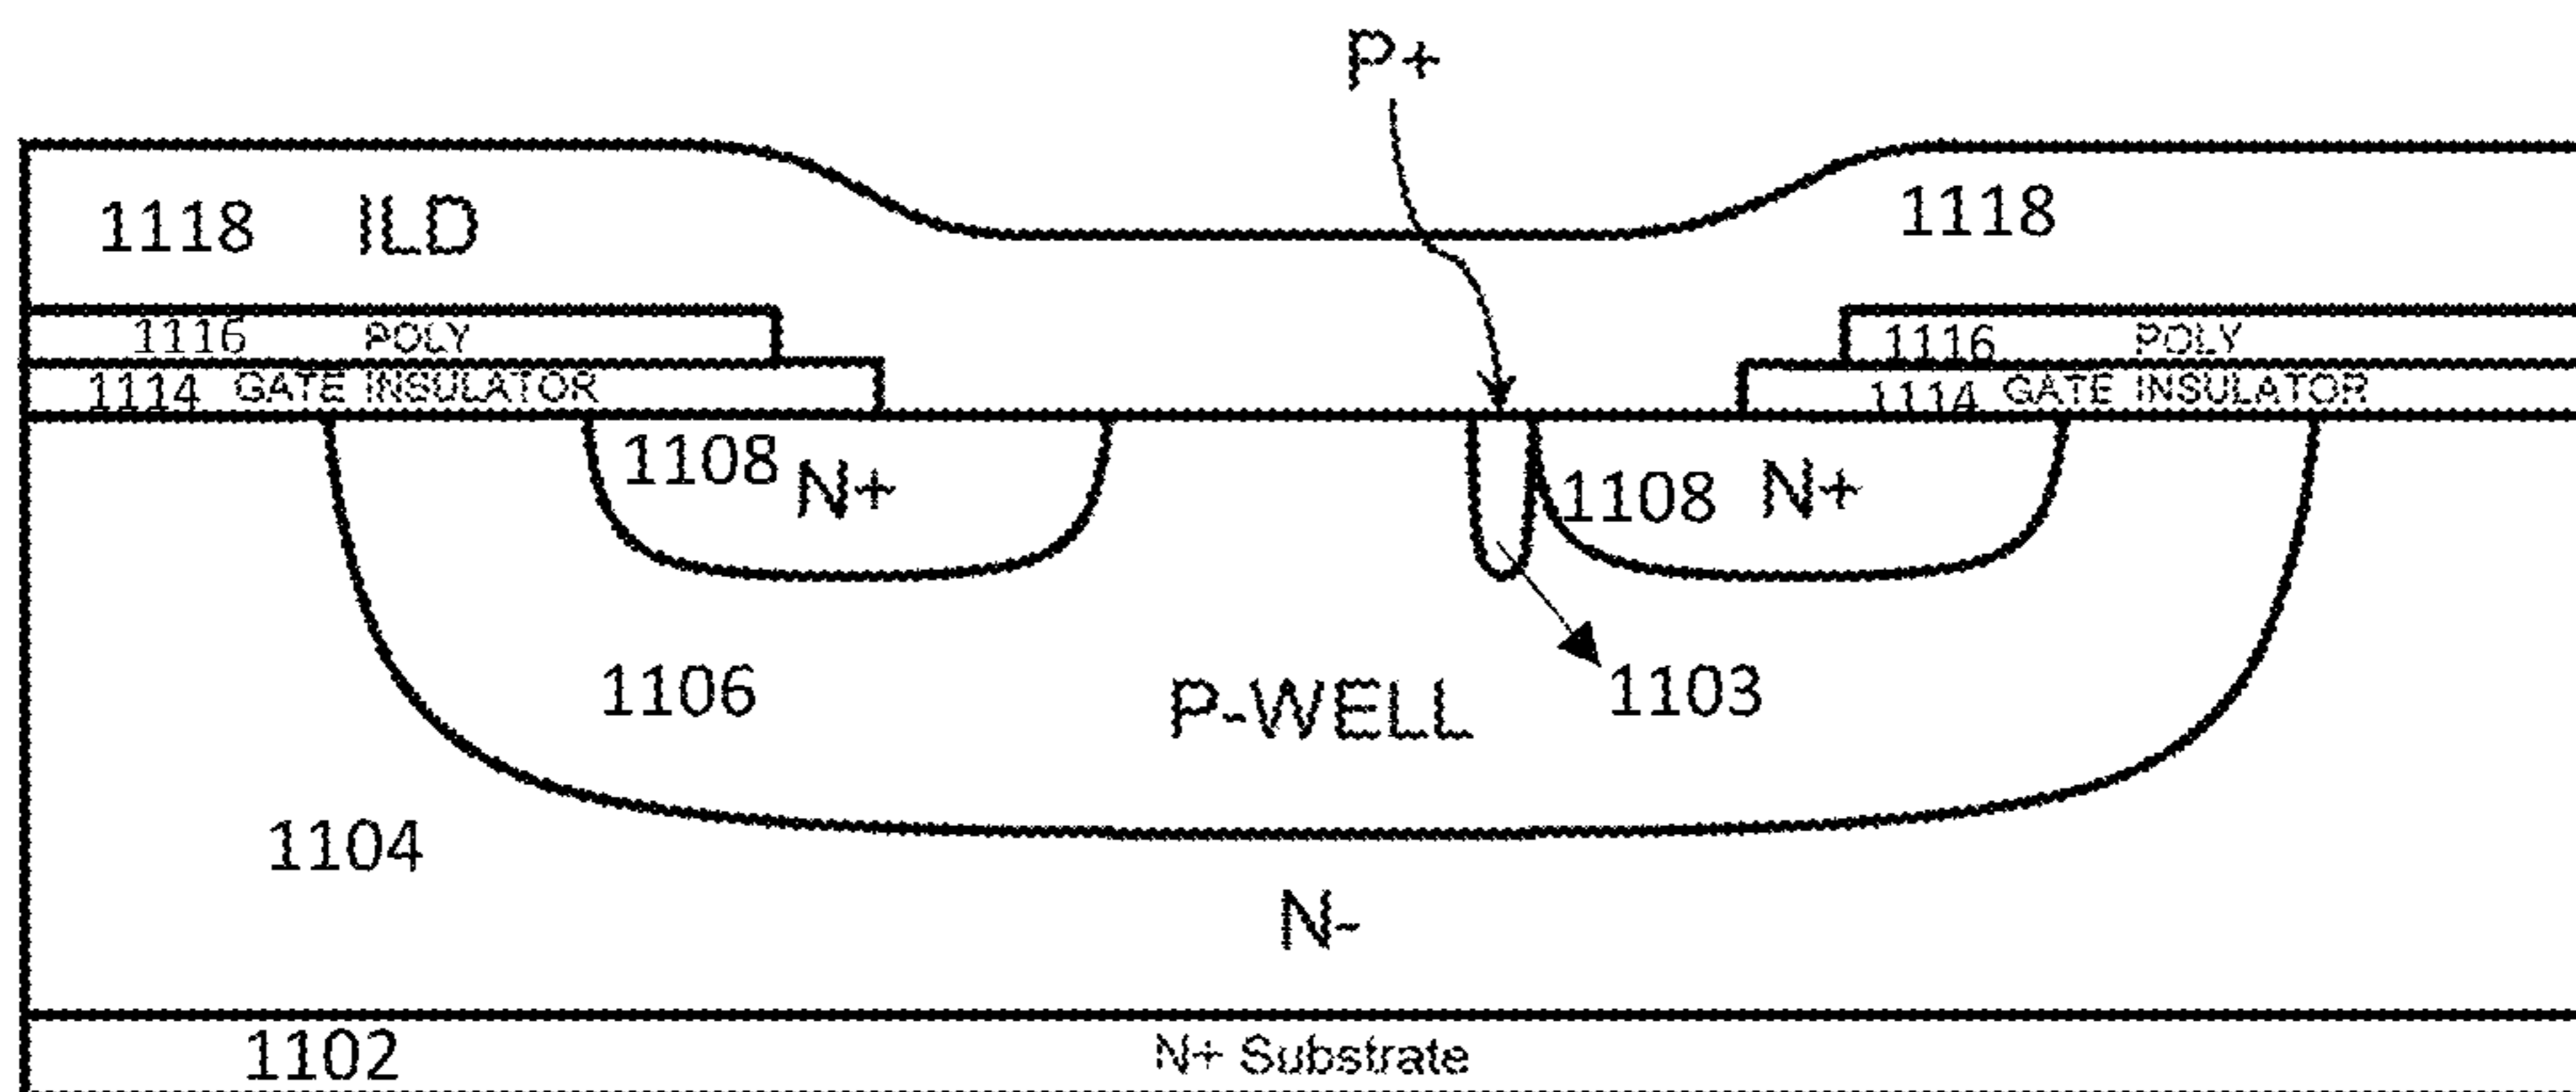 P+
1118 ILD 1118
1116 POLY 1116 POLY
1114 GATE INSULATOR 1114 GATE INSULATOR
1108 N+ 1108 N+
1106 P-WELL 1103
1104
N-
1102 N+ Substrate